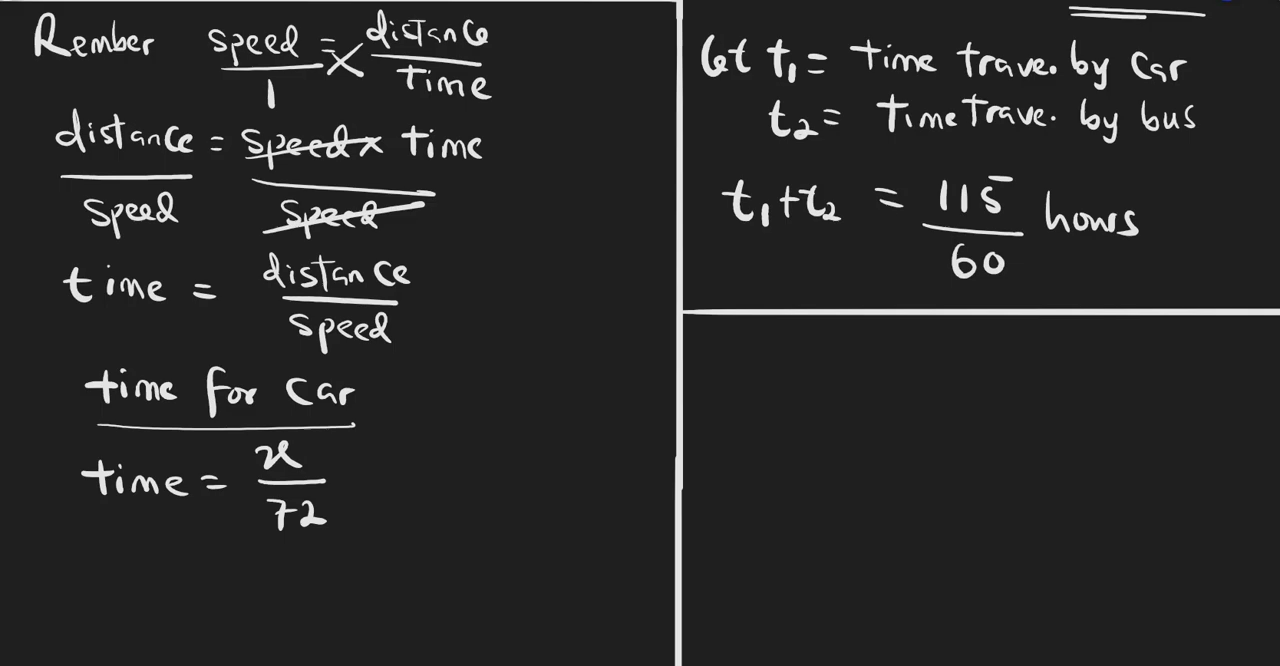 Rember speed/1 = distance/time
distance/speed = speed x time/speed
time = distance/speed
time for Car
time = x/72
let t₁ = Time trave. by Car
t₂ = Time Trave. by bus
t₁+t₂ = 115/60 hours